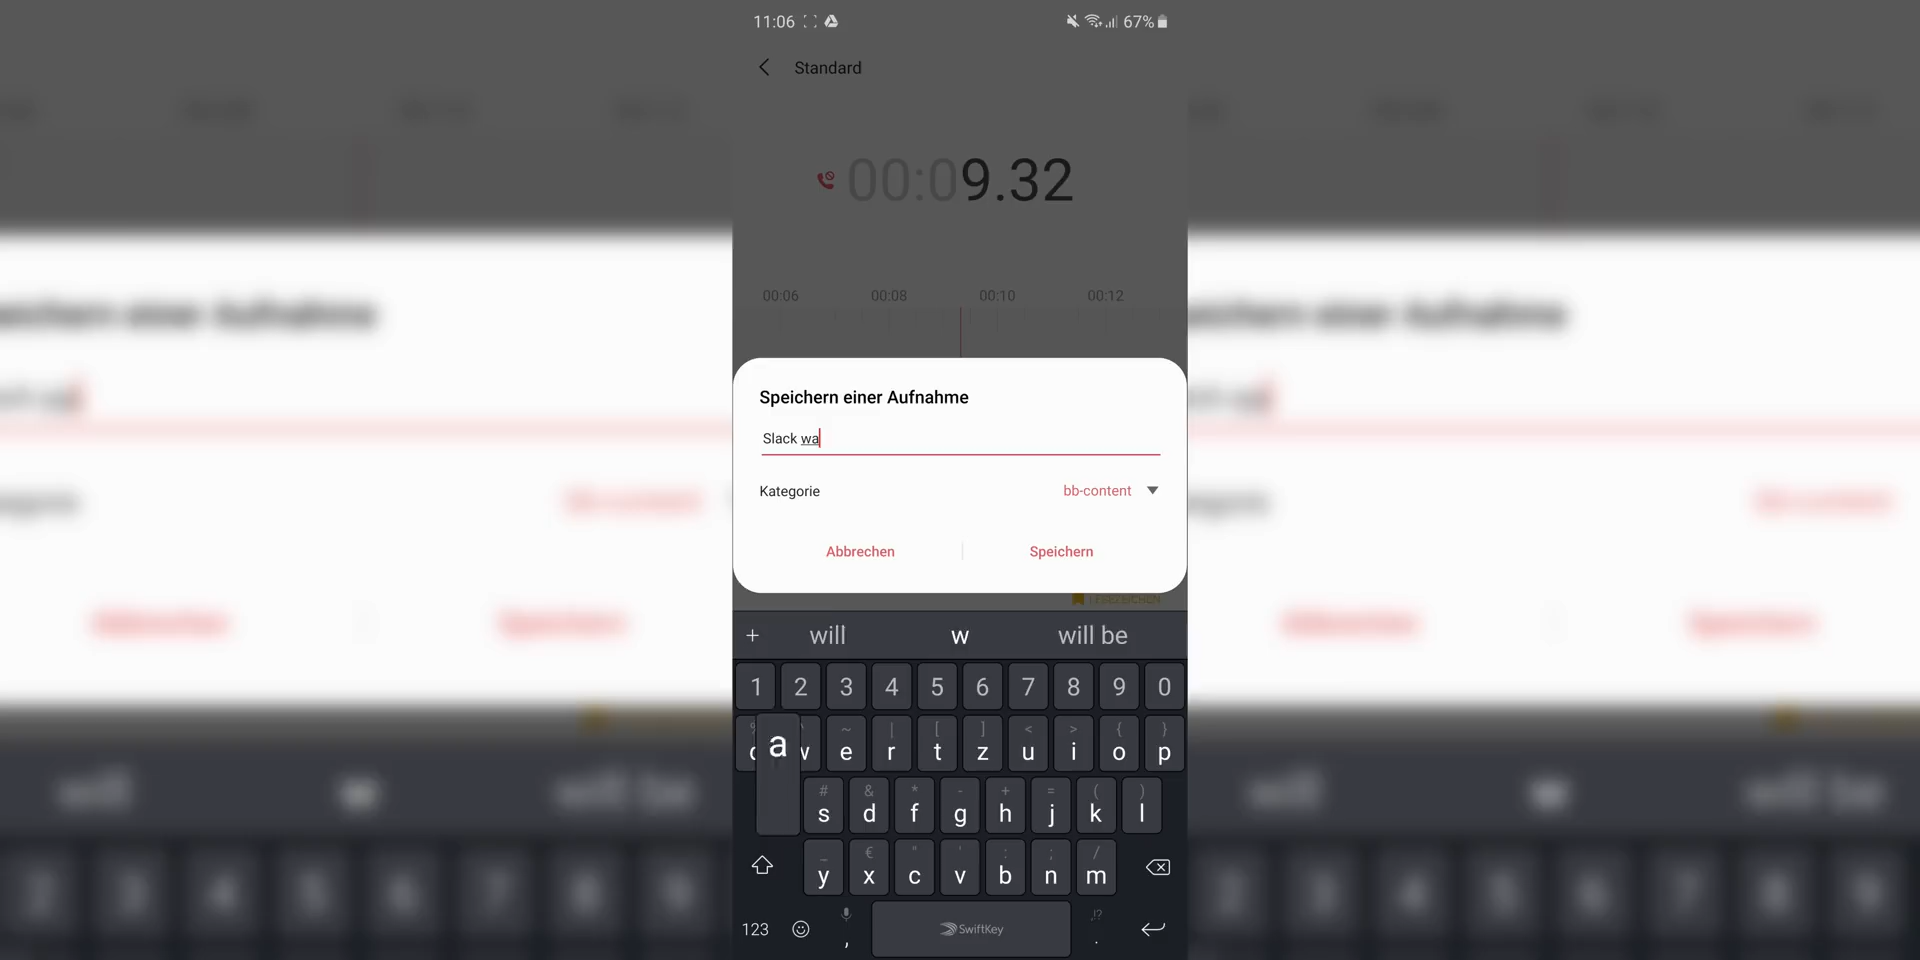 11:06 67%
Standard
00:09.32
00:06 00:08 00:10 00:12
Speichern einer Aufnahme
Slack wa
Kategorie bb-content
Abbrechen Speichern
LESEZEICHEN
+ will w will be
1 2 3 4 5 6 7 8 9 0
~ | [ ] < > { }
a w e r t z u i o p
# & * - + = ( )
s d f g h j k l
_ € " ' : ; /
y x c v b n m
,!?
123 , SwiftKey .